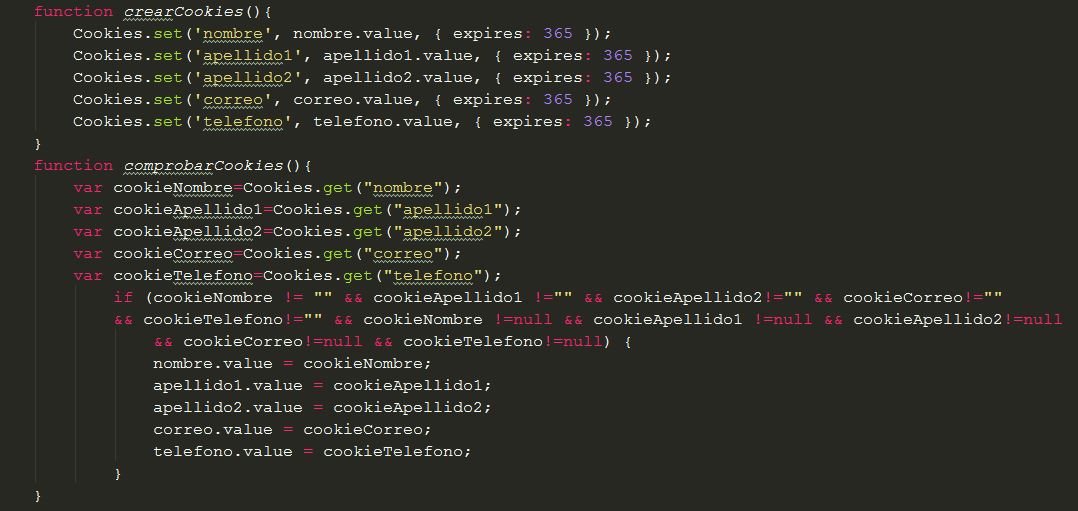 function crearCookies(){
    Cookies.set('nombre', nombre.value, { expires: 365 });
    Cookies.set('apellido1', apellido1.value, { expires: 365 });
    Cookies.set('apellido2', apellido2.value, { expires: 365 });
    Cookies.set('correo', correo.value, { expires: 365 });
    Cookies.set('telefono', telefono.value, { expires: 365 });
}
function comprobarCookies(){
    var cookieNombre=Cookies.get("nombre");
    var cookieApellido1=Cookies.get("apellido1");
    var cookieApellido2=Cookies.get("apellido2");
    var cookieCorreo=Cookies.get("correo");
    var cookieTelefono=Cookies.get("telefono");
        if (cookieNombre != "" && cookieApellido1 !="" && cookieApellido2!="" && cookieCorreo!=""
        && cookieTelefono!="" && cookieNombre !=null && cookieApellido1 !=null && cookieApellido2!=null
            && cookieCorreo!=null && cookieTelefono!=null) {
            nombre.value = cookieNombre;
            apellido1.value = cookieApellido1;
            apellido2.value = cookieApellido2;
            correo.value = cookieCorreo;
            telefono.value = cookieTelefono;
        }
}